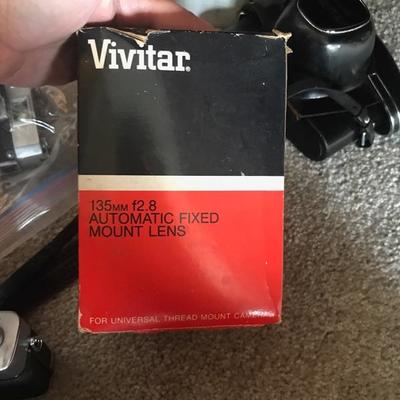 Vivitar.
135MM f2.8
AUTOMATIC FIXED
MOUNT LENS
FOR UNIVERSAL THREAD MOUNT CAMERAS